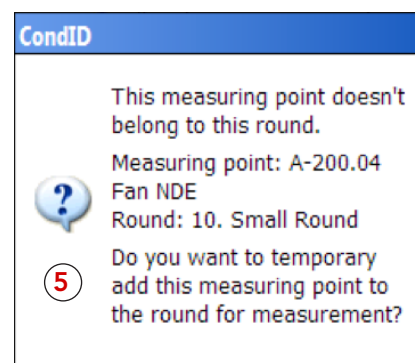 CondID
This measuring point doesn't
belong to this round.
Measuring point: A-200.04
Fan NDE
Round: 10. Small Round
Do you want to temporary
5
add this measuring point to
the round for measurement?